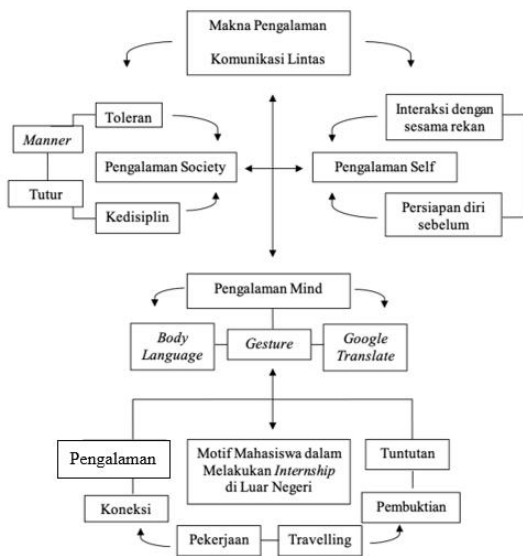 Makna Pengalaman
Komunikasi Lintas
Toleran
Manner
Pengalaman Society
Tutur
Kedisiplin
Interaksi dengan
sesama rekan
Pengalaman Self
Persiapan diri
sebelum
Pengalaman Mind
Body
Language
Gesture
Google
Translate
Pengalaman
Motif Mahasiswa dalam
Melakukan Internship
di Luar Negeri
Tuntutan
Koneksi
Pembuktian
Pekerjaan
Travelling